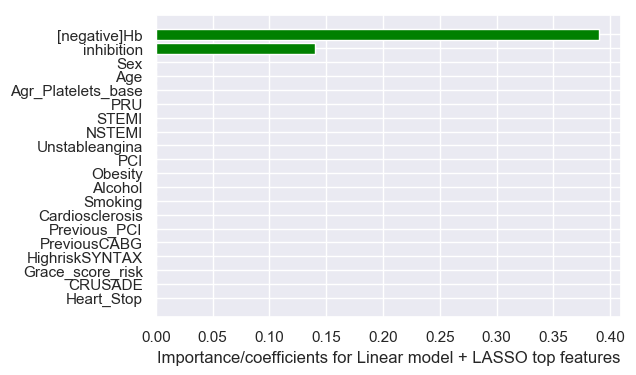 [negative]Hb
inhibition
Sex
Age
Agr_Platelets_base
PRU
STEMI
NSTEMI
Unstableangina
PCI
Obesity
Alcohol
Smoking
Cardiosclerosis
Previous_PCI
PreviousCABG
HighriskSYNTAX
Grace_score_risk
CRUSADE
Heart_Stop
0.00 0.05 0.10 0.15 0.20 0.25 0.30 0.35 0.40
Importance/coefficients for Linear model + LASSO top features